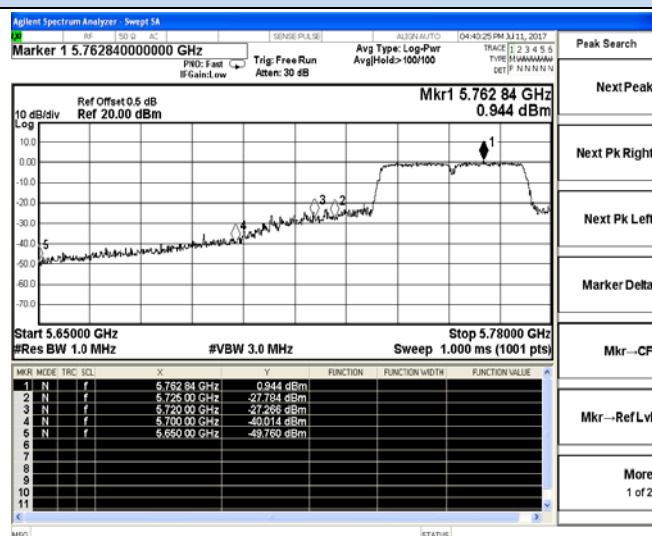 Agilent Spectrum Analyzer - Swept SA
RF 50 Ω AC SENSE:PULSE ALIGN AUTO 04:40:25 PM Jul 11, 2017
Marker 1 5.762840000000 GHz
PNO: Fast
IFGain:Low
Trig: Free Run
Atten: 30 dB
Avg Type: Log-Pwr
Avg|Hold:>100/100
TRACE 1 2 3 4 5 6
TYPE M
DET P N N N N N
Ref Offset 0.5 dB
10 dB/div Ref 20.00 dBm
Log
Mkr1 5.762 84 GHz
0.944 dBm
10.0
0.00
-10.0
-20.0
-30.0
-40.0
-50.0
-60.0
-70.0
1
3 2
4
5
Start 5.65000 GHz Stop 5.78000 GHz
#Res BW 1.0 MHz #VBW 3.0 MHz Sweep 1.000 ms (1001 pts)
MKR MODE TRC SCL X Y FUNCTION FUNCTION WIDTH FUNCTION VALUE
1 N f 5.762 84 GHz 0.944 dBm
2 N f 5.725 00 GHz -27.784 dBm
3 N f 5.720 00 GHz -27.266 dBm
4 N f 5.700 00 GHz -40.014 dBm
5 N f 5.650 00 GHz -49.760 dBm
6
7
8
9
10
11
MSG STATUS
Peak Search
Next Peak
Next Pk Right
Next Pk Left
Marker Delta
Mkr→CF
Mkr→Ref Lvl
More
1 of 2